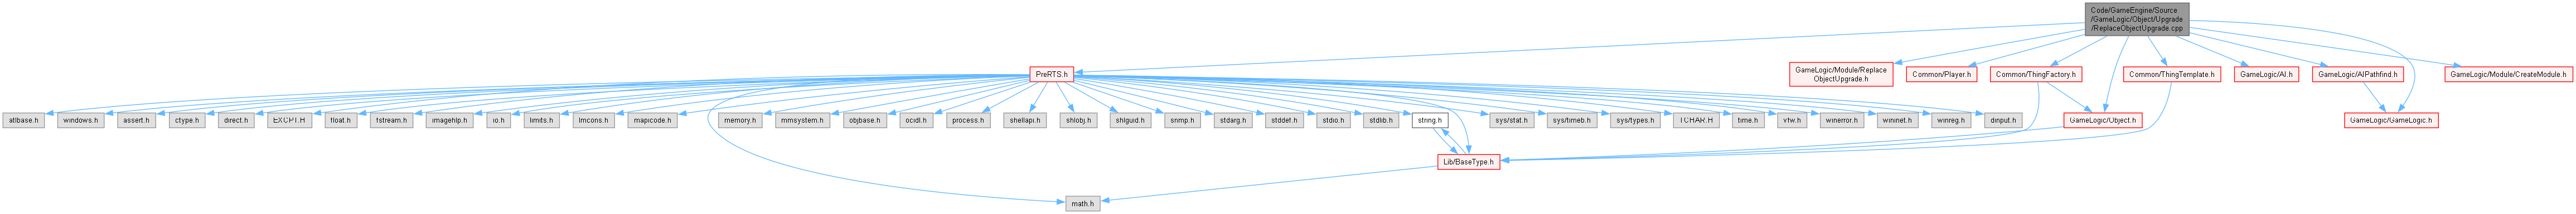 Code/GameEngine/Source
/GameLogic/Object/Upgrade
/ReplaceObjectUpgrade.cpp
PreRTS.h
GameLogic/Module/Replace
ObjectUpgrade.h
Common/Player.h
Common/ThingFactory.h
Common/ThingTemplate.h
GameLogic/AI.h
GameLogic/AIPathfind.h
GameLogic/Module/CreateModule.h
atlbase.h
windows.h
assert.h
ctype.h
direct.h
EXCPT.H
float.h
fstream.h
imagehlp.h
io.h
limits.h
lmcons.h
mapicode.h
memory.h
mmsystem.h
objbase.h
ocidl.h
process.h
shellapi.h
shlobj.h
shlguid.h
snmp.h
stdarg.h
stddef.h
stdio.h
stdlib.h
string.h
sys/stat.h
sys/timeb.h
sys/types.h
TCHAR.H
time.h
vfw.h
winerror.h
wininet.h
winreg.h
dinput.h
GameLogic/Object.h
GameLogic/GameLogic.h
Lib/BaseType.h
math.h